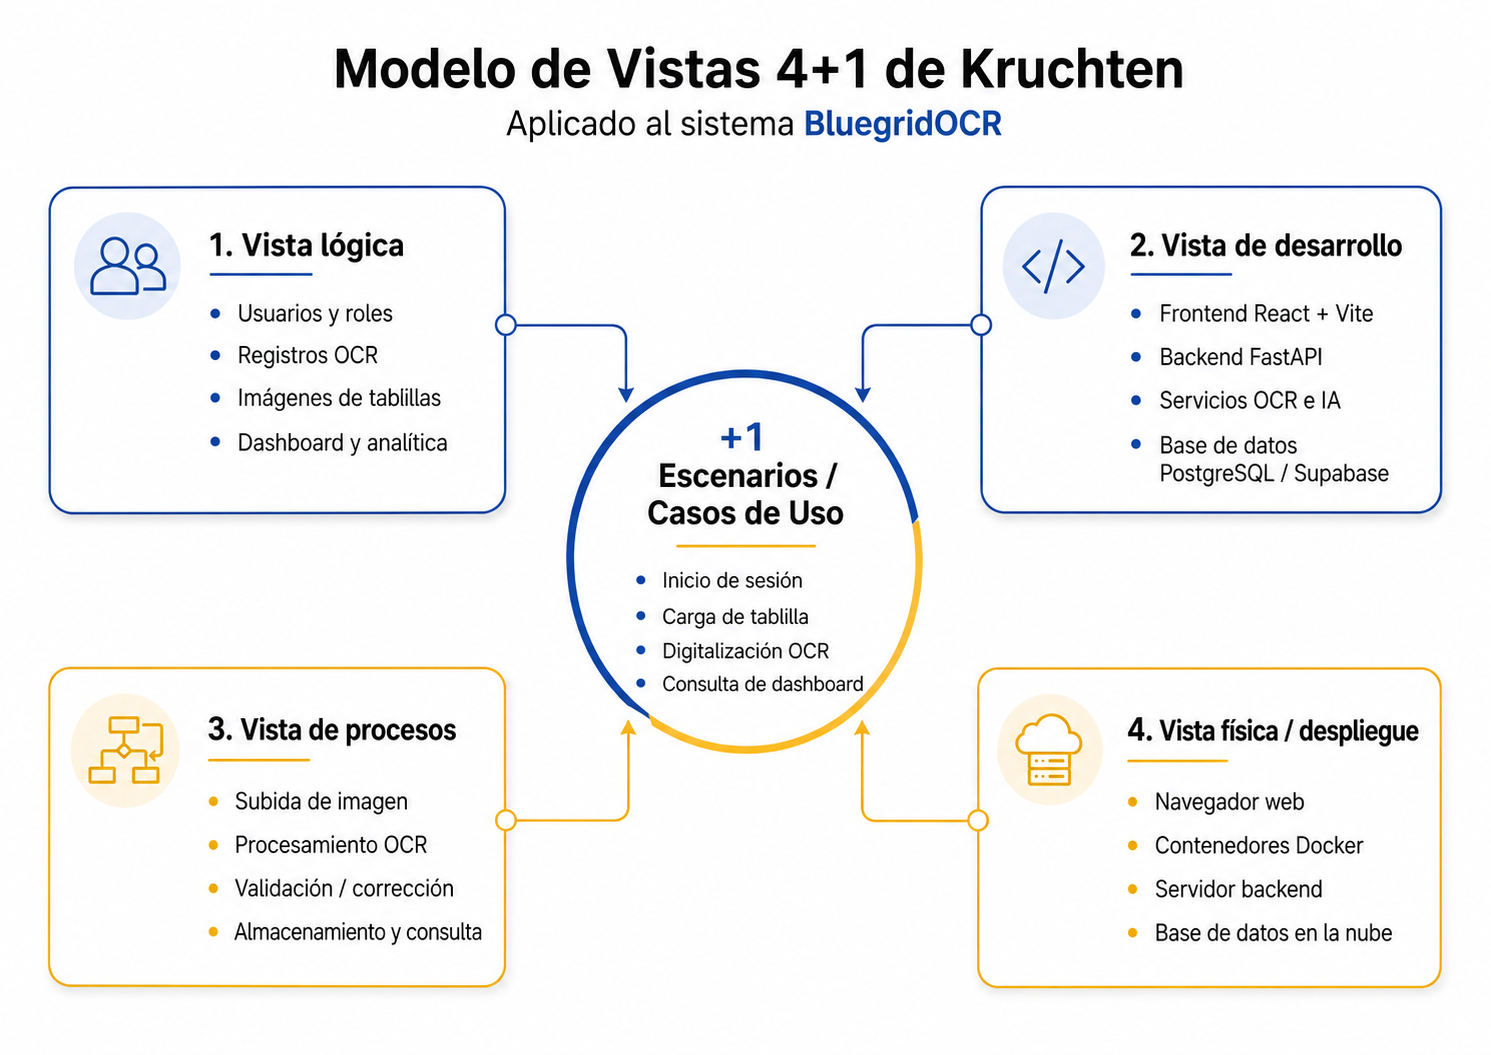 Modelo de Vistas 4+1 de Kruchten
Aplicado al sistema BluegridOCR
1. Vista lógica
• Usuarios y roles
• Registros OCR
• Imágenes de tablillas
• Dashboard y analítica
2. Vista de desarrollo
• Frontend React + Vite
• Backend FastAPI
• Servicios OCR e IA
• Base de datos
PostgreSQL / Supabase
+1
Escenarios /
Casos de Uso
• Inicio de sesión
• Carga de tablilla
• Digitalización OCR
• Consulta de dashboard
3. Vista de procesos
• Subida de imagen
• Procesamiento OCR
• Validación / corrección
• Almacenamiento y consulta
4. Vista física / despliegue
• Navegador web
• Contenedores Docker
• Servidor backend
• Base de datos en la nube